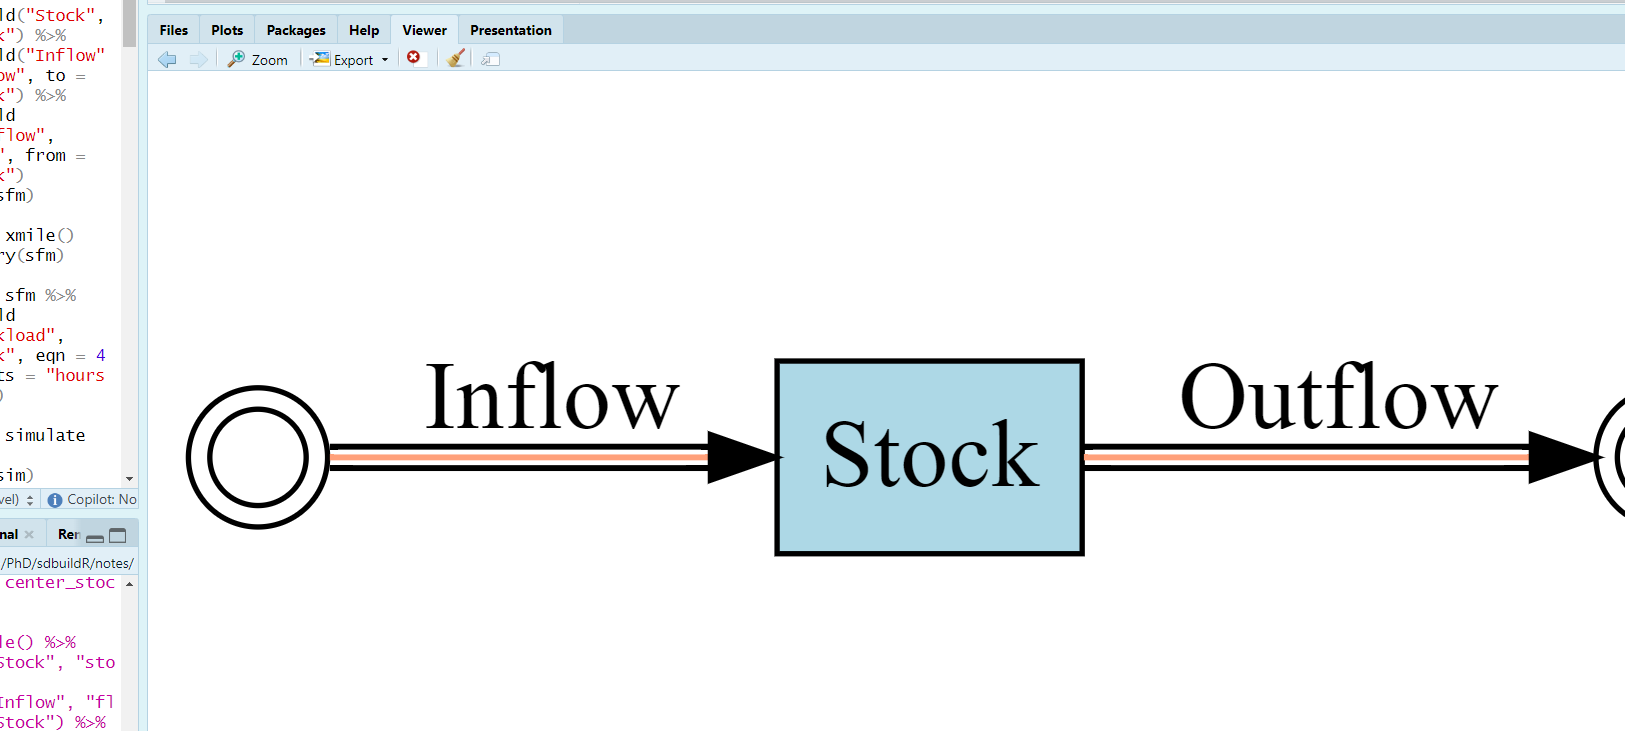 ld("Stock",
k") %>%
ld("Inflow"
ow", to =
k") %>%
ld
flow",
", from =
k")
sfm)
xmile()
ry(sfm)
sfm %>%
ld
kload",
k", eqn = 4
ts = "hours
)
simulate
sim)
vel) Copilot: No
nal Ren
/PhD/sdbuildR/notes/
center_stoc
le() %>%
Stock", "sto
Inflow", "fl
Stock") %>%
Files Plots Packages Help Viewer Presentation
Zoom Export
Inflow Outflow
Stock